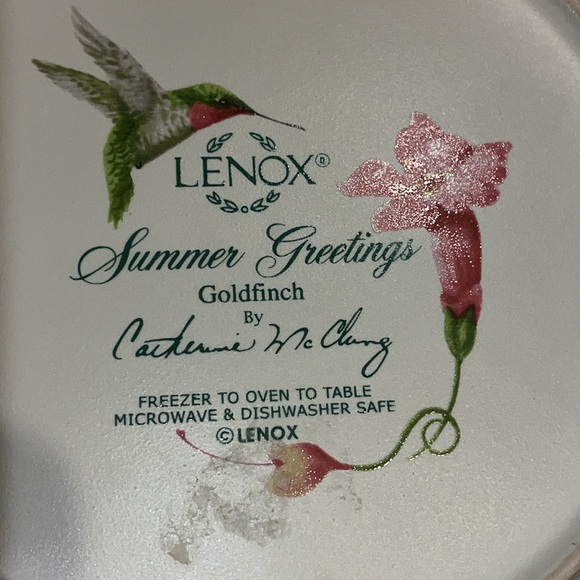 LENOX®
Summer Greetings
Goldfinch
By
Catherine McClung
FREEZER TO OVEN TO TABLE
MICROWAVE & DISHWASHER SAFE
© LENOX